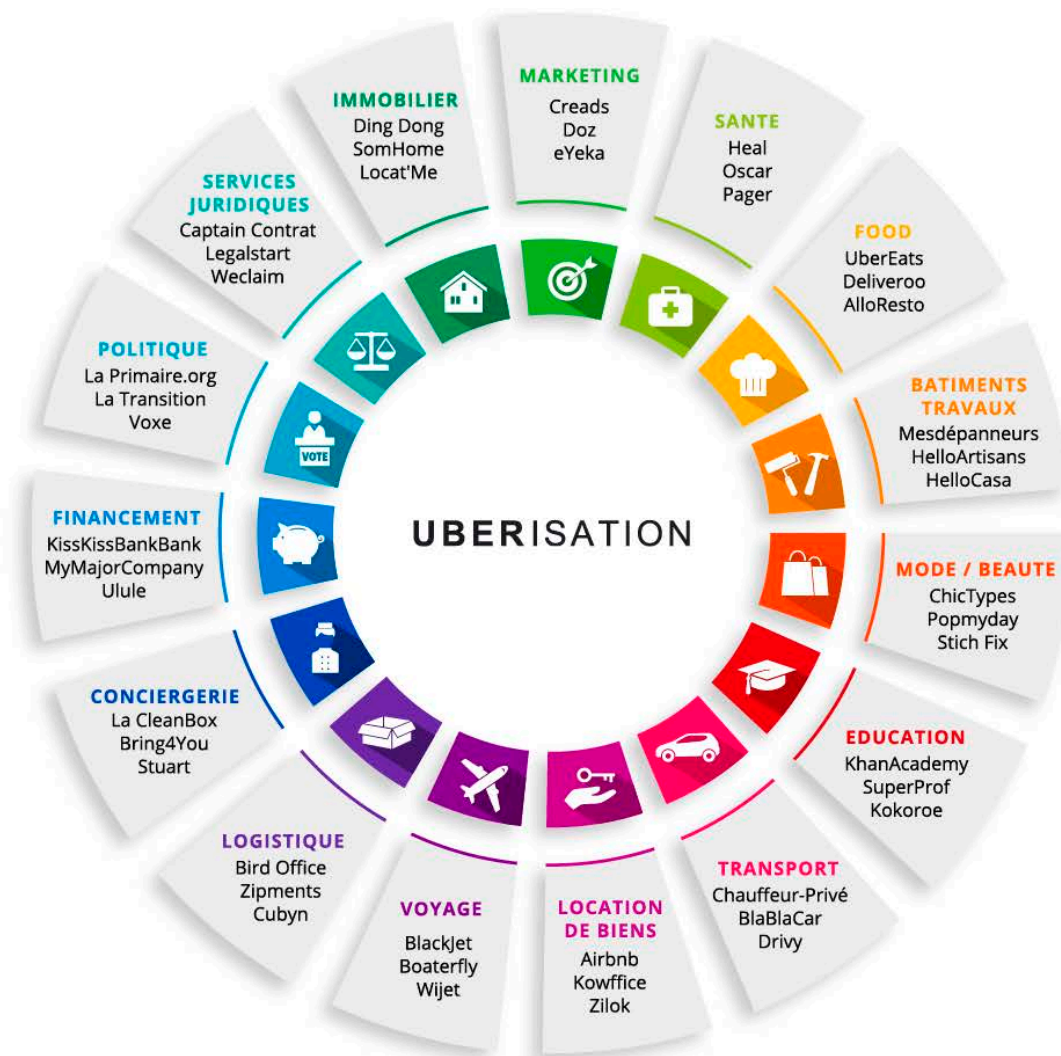 MARKETING
Creads
Doz
eYeka
SANTE
Heal
Oscar
Pager
FOOD
UberEats
Deliveroo
AlloResto
BATIMENTS
TRAVAUX
Mesdépanneurs
HelloArtisans
HelloCasa
MODE / BEAUTE
ChicTypes
Popmyday
Stich Fix
EDUCATION
KhanAcademy
SuperProf
Kokoroe
TRANSPORT
Chauffeur-Privé
BlaBlaCar
Drivy
LOCATION
DE BIENS
Airbnb
Kowffice
Zilok
VOYAGE
BlackJet
Boaterfly
Wijet
LOGISTIQUE
Bird Office
Zipments
Cubyn
CONCIERGERIE
La CleanBox
Bring4You
Stuart
FINANCEMENT
KissKissBankBank
MyMajorCompany
Ulule
POLITIQUE
La Primaire.org
La Transition
Voxe
SERVICES
JURIDIQUES
Captain Contrat
Legalstart
Weclaim
IMMOBILIER
Ding Dong
SomHome
Locat'Me
VOTE
UBERISATION